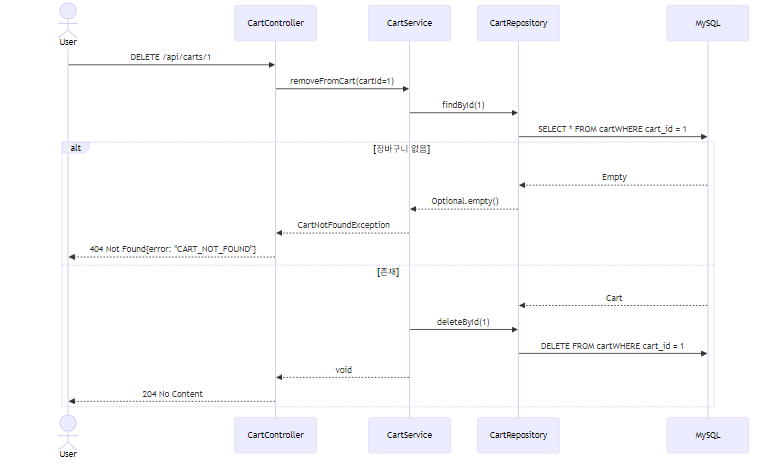 User
CartController
CartService
CartRepository
MySQL
DELETE /api/carts/1
removeFromCart(cartId=1)
findById(1)
SELECT * FROM cartWHERE cart_id = 1
alt
[장바구니 없음]
Empty
Optional.empty()
CartNotFoundException
404 Not Found{error: "CART_NOT_FOUND"}
[존재]
Cart
deleteById(1)
DELETE FROM cartWHERE cart_id = 1
void
204 No Content
User
CartController
CartService
CartRepository
MySQL